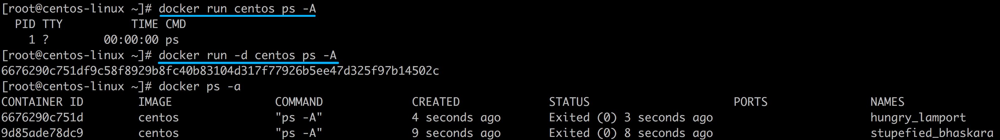 [root@centos-linux ~]# docker run centos ps -A
  PID TTY          TIME CMD
    1 ?        00:00:00 ps
[root@centos-linux ~]# docker run -d centos ps -A
6676290c751df9c58f8929b8fc40b83104d317f77926b5ee47d325f97b14502c
[root@centos-linux ~]# docker ps -a
CONTAINER ID        IMAGE               COMMAND             CREATED             STATUS                     PORTS               NAMES
6676290c751d        centos              "ps -A"             4 seconds ago       Exited (0) 3 seconds ago                       hungry_lamport
9d85ade78dc9        centos              "ps -A"             9 seconds ago       Exited (0) 8 seconds ago                       stupefied_bhaskara